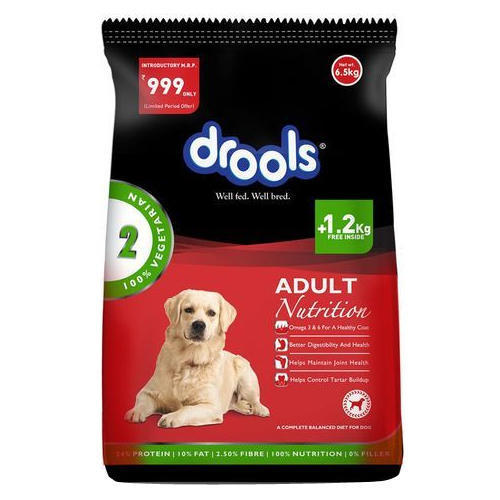 INTRODUCTORY M.R.P.
₹ 999 ONLY
(Limited Period Offer)
Net wt.
6.5kg
drools®
Well fed. Well bred.
2
100% VEGETARIAN
+1.2Kg
FREE INSIDE
ADULT
Nutrition
Omega 3 & 6 For A Healthy Coat
Better Digestibility And Health
Helps Maintain Joint Health
Helps Control Tartar Buildup
A COMPLETE BALANCED DIET FOR DOG
24% PROTEIN | 10% FAT | 2.50% FIBRE | 100% NUTRITION | 0% FILLER